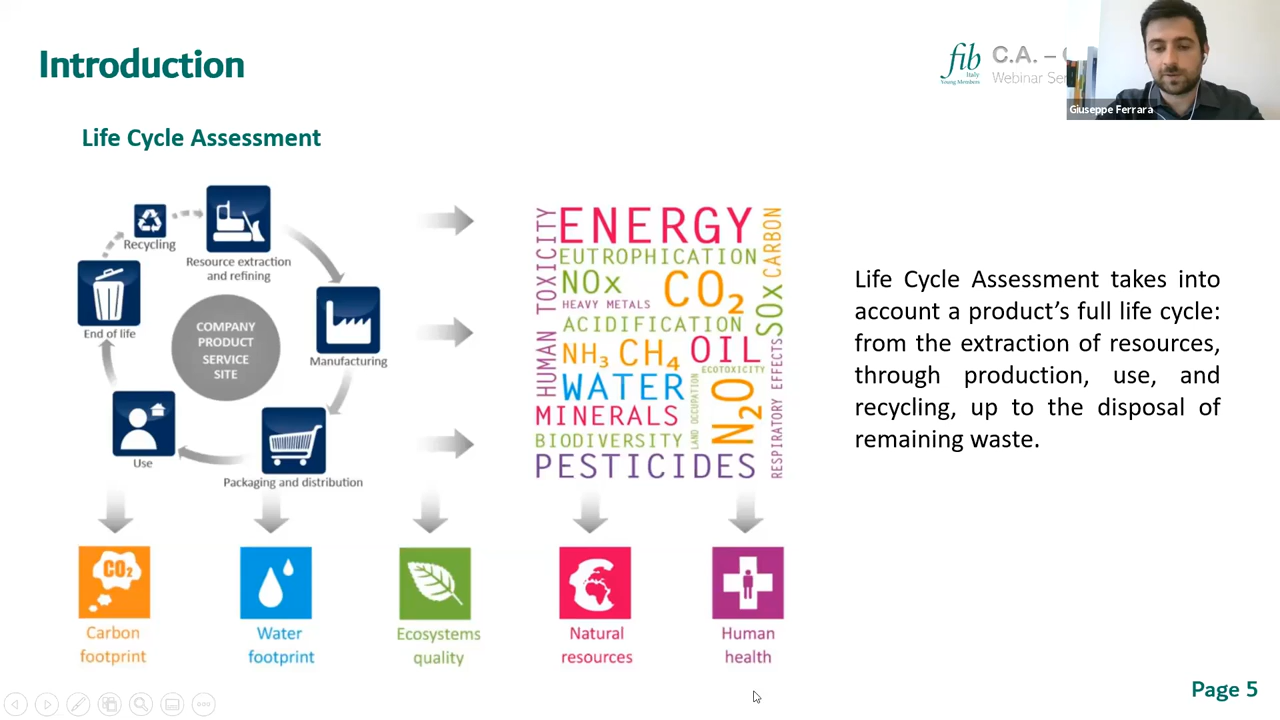 Introduction
fib
Italy
Young Members
C.A. –
Webinar Ser
Giuseppe Ferrara
Life Cycle Assessment
Recycling
Resource extraction
and refining
End of life
COMPANY
PRODUCT
SERVICE
SITE
Manufacturing
Use
Packaging and distribution
HUMAN TOXICITY
ENERGY
CARBON
EUTROPHICATION
NOx
CO₂
SOx
HEAVY METALS
ACIDIFICATION
NH₃
CH₄
OIL
ECOTOXICITY
WATER
LAND OCCUPATION
N₂O
RESPIRATORY EFFECTS
MINERALS
BIODIVERSITY
PESTICIDES
Life Cycle Assessment takes into
account a product’s full life cycle:
from the extraction of resources,
through production, use, and
recycling, up to the disposal of
remaining waste.
CO₂
Carbon
footprint
Water
footprint
Ecosystems
quality
Natural
resources
Human
health
Page 5